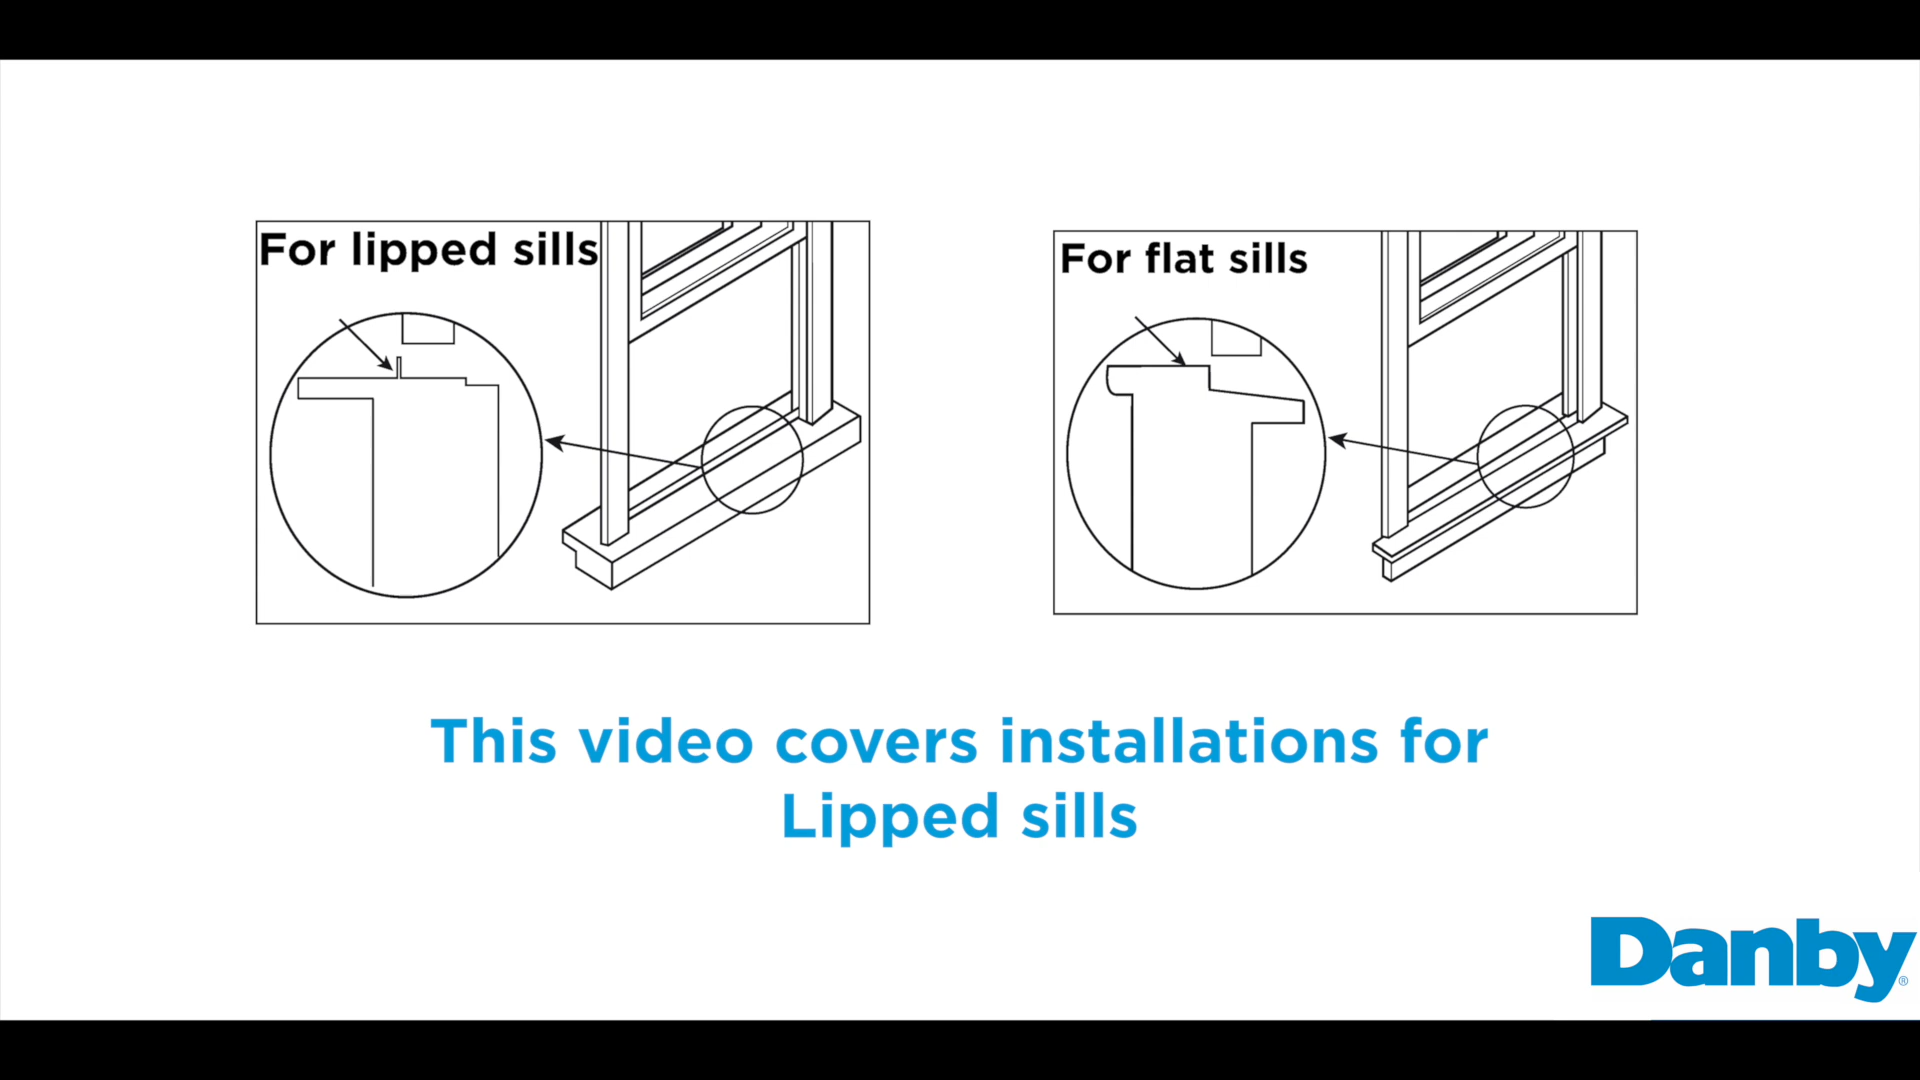 For lipped sills
For flat sills
This video covers installations for
Lipped sills
Danby®